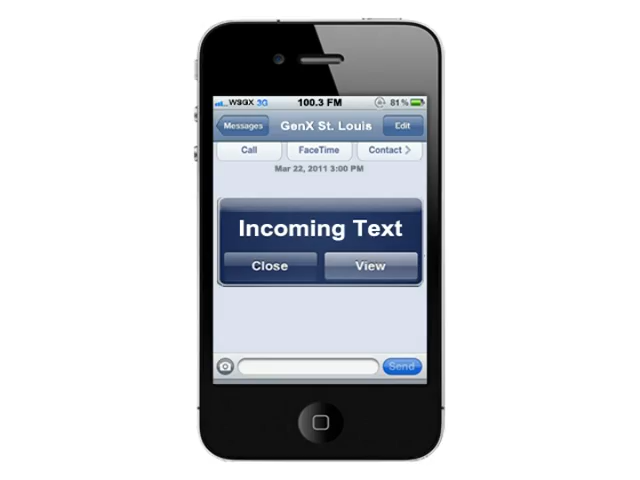 WSGX 3G 100.3 FM 81%
Messages GenX St. Louis Edit
Call FaceTime Contact
Mar 22, 2011 3:00 PM
Incoming Text
Close View
Send